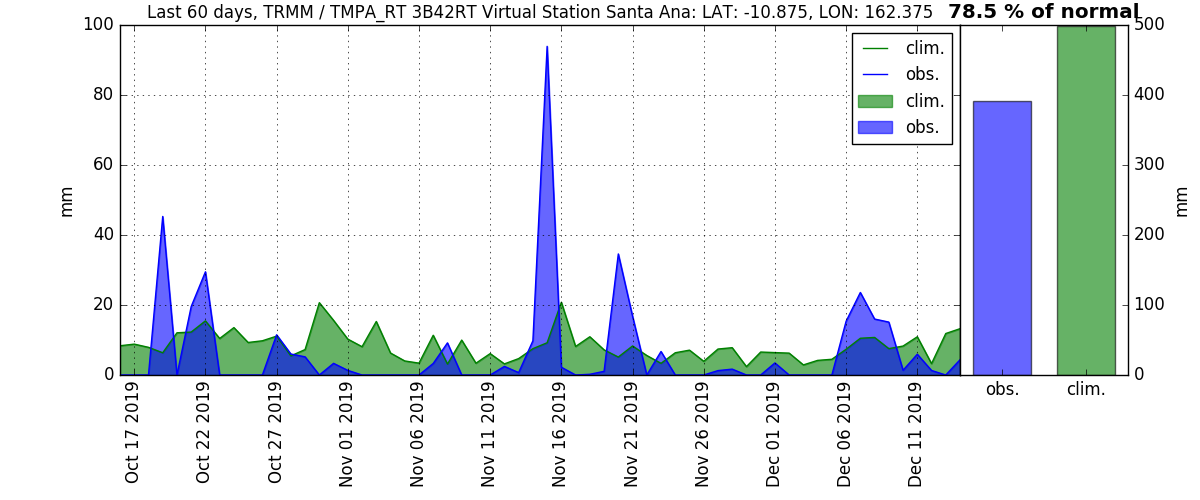 Last 60 days, TRMM / TMPA_RT 3B42RT Virtual Station Santa Ana: LAT: -10.875, LON: 162.375
78.5 % of normal
100
80
60
40
20
0
mm
clim.
obs.
clim.
obs.
500
400
300
200
100
0
mm
Oct 17 2019
Oct 22 2019
Oct 27 2019
Nov 01 2019
Nov 06 2019
Nov 11 2019
Nov 16 2019
Nov 21 2019
Nov 26 2019
Dec 01 2019
Dec 06 2019
Dec 11 2019
obs.
clim.